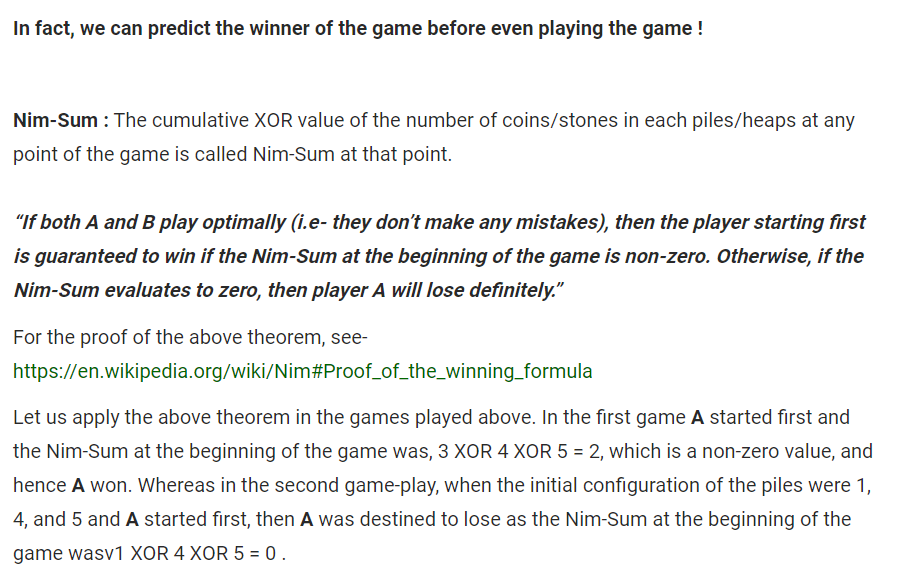 In fact, we can predict the winner of the game before even playing the game !
Nim-Sum : The cumulative XOR value of the number of coins/stones in each piles/heaps at any
point of the game is called Nim-Sum at that point.
“If both A and B play optimally (i.e- they don’t make any mistakes), then the player starting first
is guaranteed to win if the Nim-Sum at the beginning of the game is non-zero. Otherwise, if the
Nim-Sum evaluates to zero, then player A will lose definitely.”
For the proof of the above theorem, see-
https://en.wikipedia.org/wiki/Nim#Proof_of_the_winning_formula
Let us apply the above theorem in the games played above. In the first game A started first and
the Nim-Sum at the beginning of the game was, 3 XOR 4 XOR 5 = 2, which is a non-zero value, and
hence A won. Whereas in the second game-play, when the initial configuration of the piles were 1,
4, and 5 and A started first, then A was destined to lose as the Nim-Sum at the beginning of the
game wasv1 XOR 4 XOR 5 = 0 .